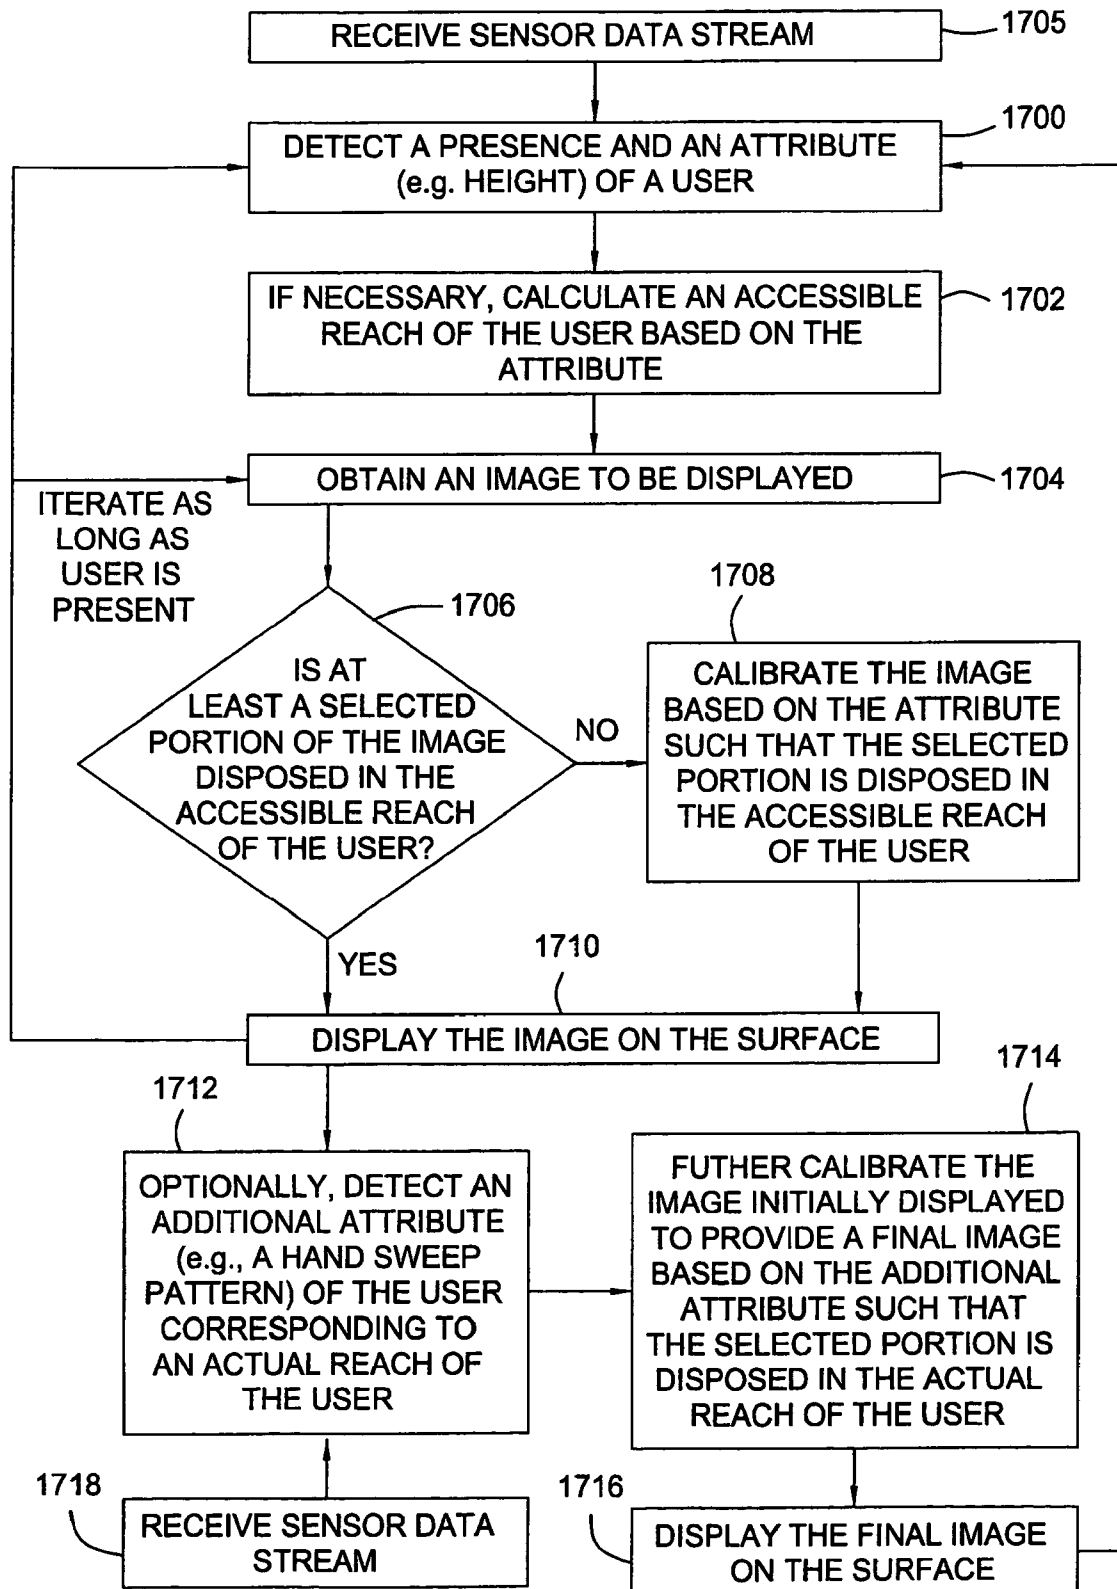 RECEIVE SENSOR DATA STREAM
1705
1700
DETECT A PRESENCE AND AN ATTRIBUTE
(e.g. HEIGHT) OF A USER
IF NECESSARY, CALCULATE AN ACCESSIBLE
REACH OF THE USER BASED ON THE
ATTRIBUTE
1702
OBTAIN AN IMAGE TO BE DISPLAYED
1704
ITERATE AS
LONG AS
USER IS
PRESENT
1706
IS AT
LEAST A SELECTED
PORTION OF THE IMAGE
DISPOSED IN THE
ACCESSIBLE REACH
OF THE USER?
NO
YES
1708
CALIBRATE THE IMAGE
BASED ON THE ATTRIBUTE
SUCH THAT THE SELECTED
PORTION IS DISPOSED IN
THE ACCESSIBLE REACH
OF THE USER
1710
DISPLAY THE IMAGE ON THE SURFACE
1712
OPTIONALLY, DETECT AN
ADDITIONAL ATTRIBUTE
(e.g., A HAND SWEEP
PATTERN) OF THE USER
CORRESPONDING TO
AN ACTUAL REACH OF
THE USER
1714
FUTHER CALIBRATE THE
IMAGE INITIALLY DISPLAYED
TO PROVIDE A FINAL IMAGE
BASED ON THE ADDITIONAL
ATTRIBUTE SUCH THAT
THE SELECTED PORTION IS
DISPOSED IN THE ACTUAL
REACH OF THE USER
1718
RECEIVE SENSOR DATA
STREAM
1716
DISPLAY THE FINAL IMAGE
ON THE SURFACE